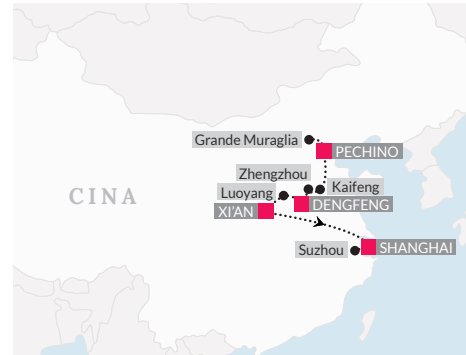 Grande Muraglia
PECHINO
Zhengzhou
Kaifeng
Luoyang
DENGFENG
CINA
XI'AN
Suzhou
SHANGHAI